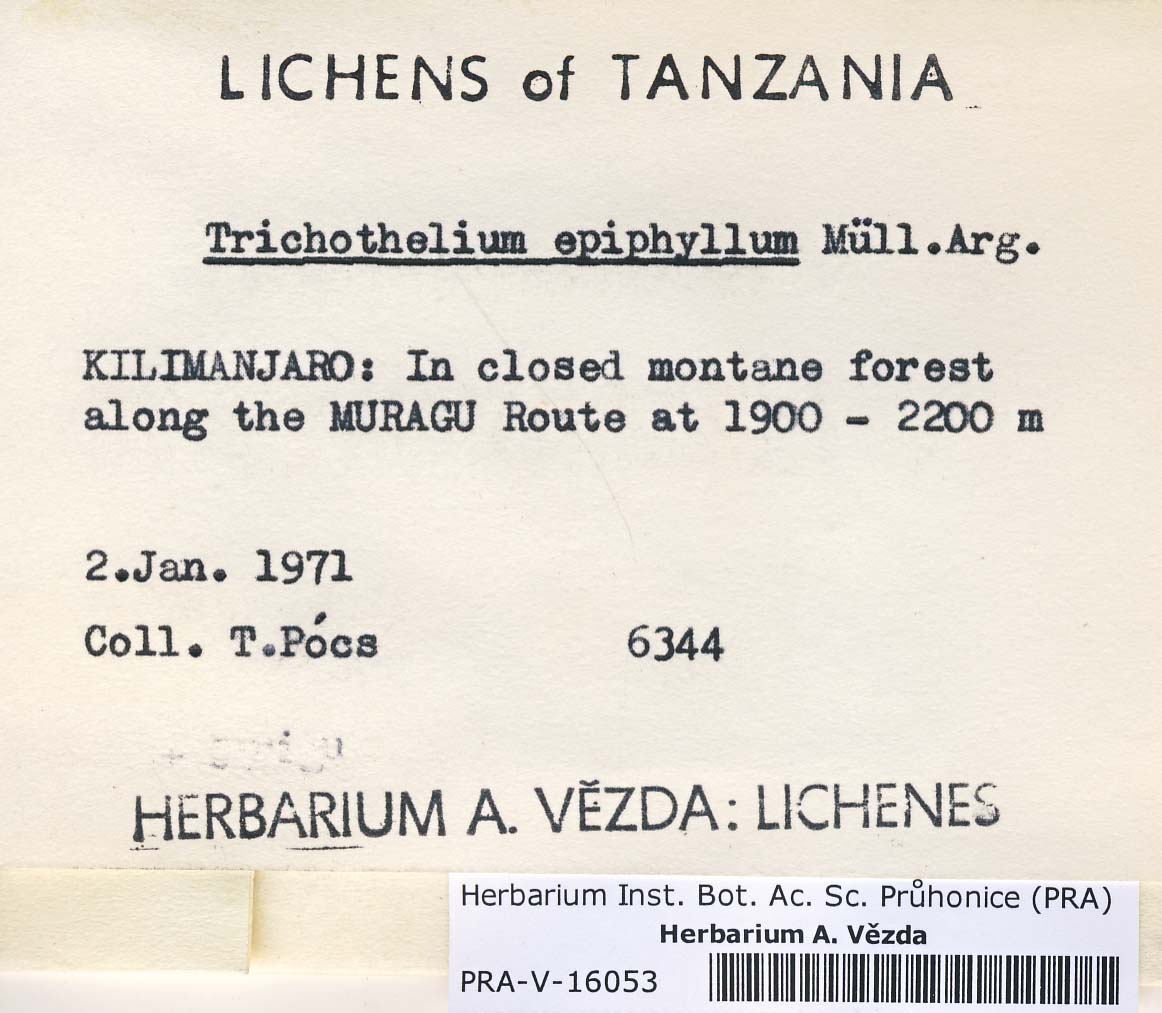 LICHENS of TANZANIA
Trichothelium epiphyllum Müll.Arg.
KILIMANJARO: In closed montane forest
along the MURAGU Route at 1900 - 2200 m
2.Jan. 1971
Coll. T.Pócs 6344
HERBARIUM A. VĚZDA: LICHENES
Herbarium Inst. Bot. Ac. Sc. Průhonice (PRA)
Herbarium A. Vězda
PRA-V-16053